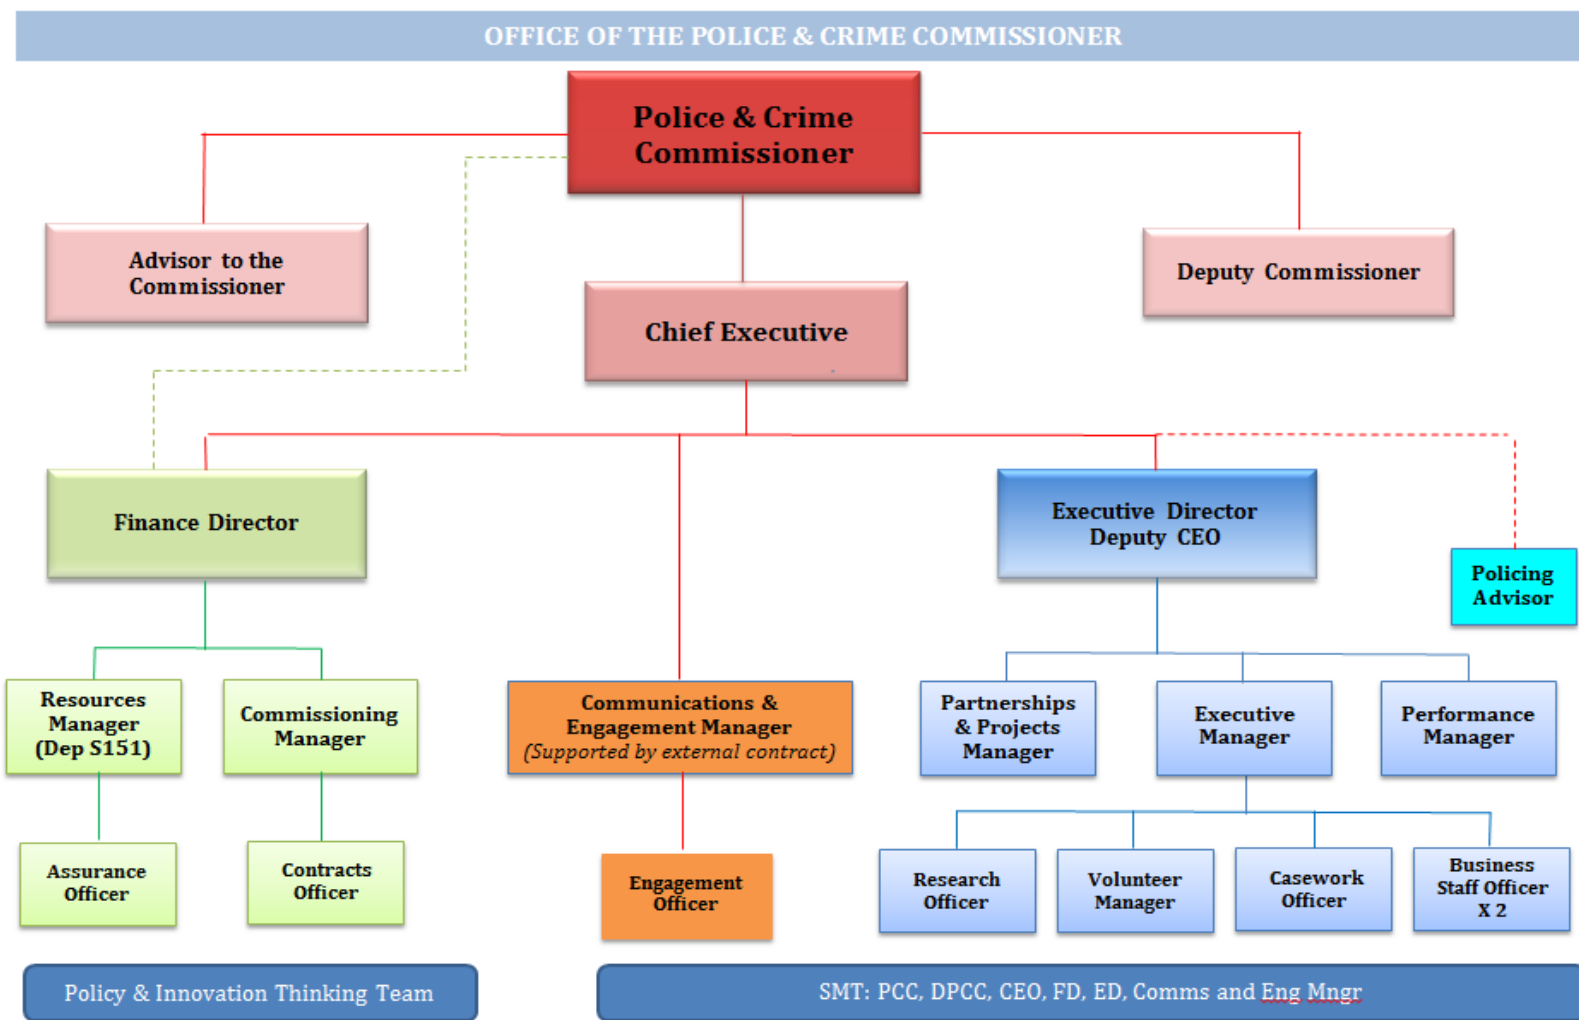 OFFICE OF THE POLICE & CRIME COMMISSIONER
Police & Crime
Commissioner
Advisor to the
Commissioner
Deputy Commissioner
Chief Executive
Finance Director
Executive Director
Deputy CEO
Policing
Advisor
Resources
Manager
(Dep S151)
Commissioning
Manager
Communications &
Engagement Manager
(Supported by external contract)
Partnerships
& Projects
Manager
Executive
Manager
Performance
Manager
Assurance
Officer
Contracts
Officer
Engagement
Officer
Research
Officer
Volunteer
Manager
Casework
Officer
Business
Staff Officer
X 2
Policy & Innovation Thinking Team
SMT: PCC, DPCC, CEO, FD, ED, Comms and Eng Mngr